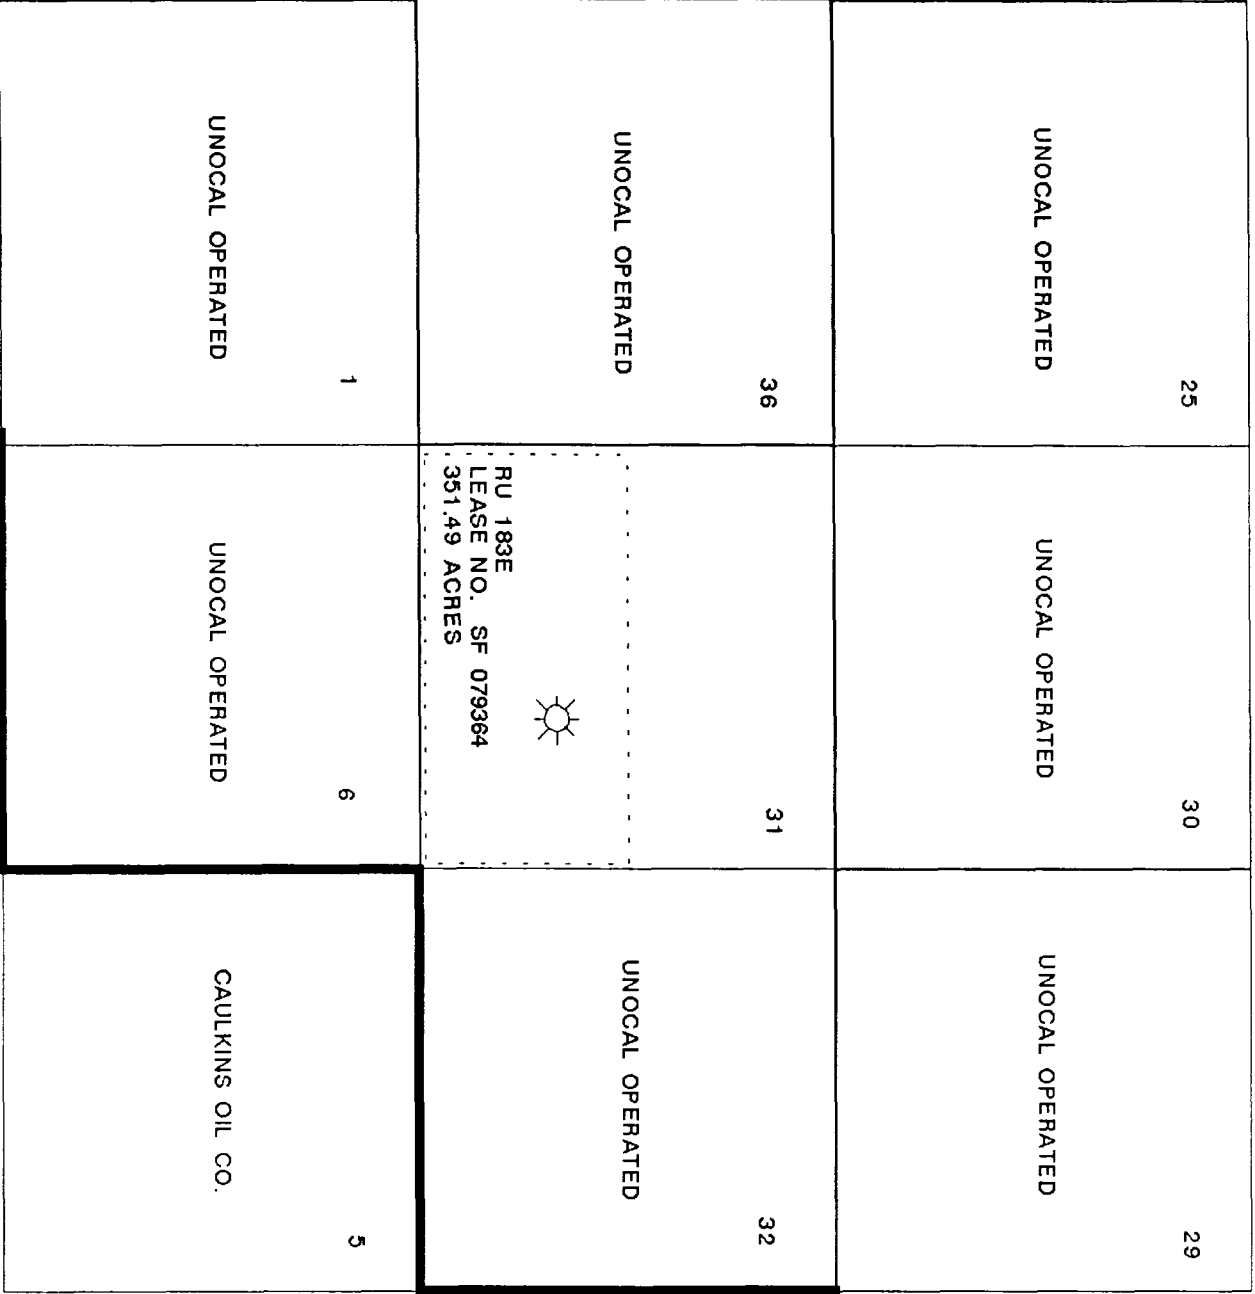 25
UNOCAL OPERATED
30
UNOCAL OPERATED
29
UNOCAL OPERATED
36
UNOCAL OPERATED
31
RU 183E
LEASE NO. SF 079364
351.49 ACRES
32
UNOCAL OPERATED
1
UNOCAL OPERATED
6
UNOCAL OPERATED
5
CAULKINS OIL CO.